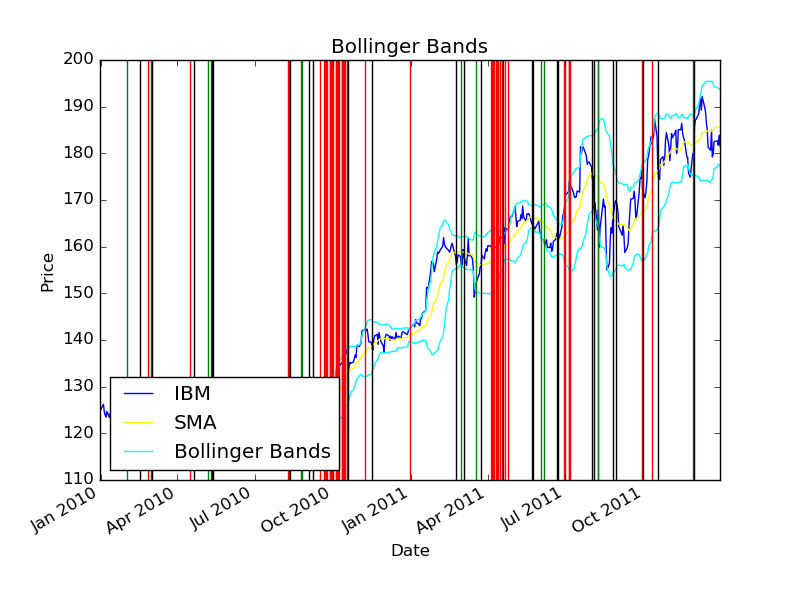 Bollinger Bands
200
190
180
170
160
150
140
130
120
110
Price
IBM
SMA
Bollinger Bands
Jan 2010
Apr 2010
Jul 2010
Oct 2010
Jan 2011
Apr 2011
Jul 2011
Oct 2011
Date